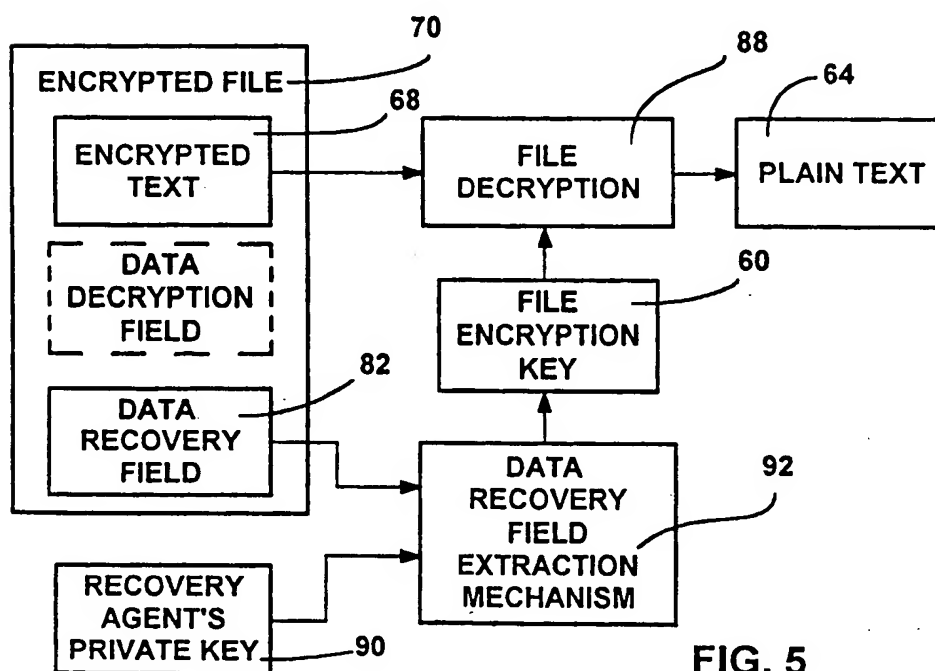 70
ENCRYPTED FILE
68
ENCRYPTED
TEXT
DATA
DECRYPTION
FIELD
82
DATA
RECOVERY
FIELD
RECOVERY
AGENT'S
PRIVATE KEY
90
88
FILE
DECRYPTION
64
PLAIN TEXT
60
FILE
ENCRYPTION
KEY
DATA
RECOVERY
FIELD
EXTRACTION
MECHANISM
92
FIG. 5